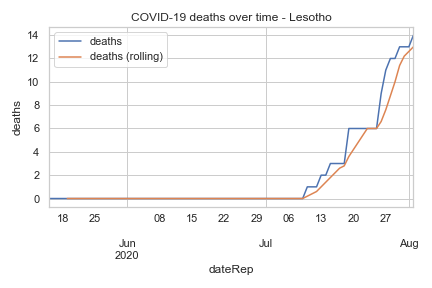 COVID-19 deaths over time - Lesotho
deaths
deaths (rolling)
deaths
14
12
10
8
6
4
2
0
18 25 08 15 22 29 06 13 20 27
Jun Jul Aug
2020
dateRep